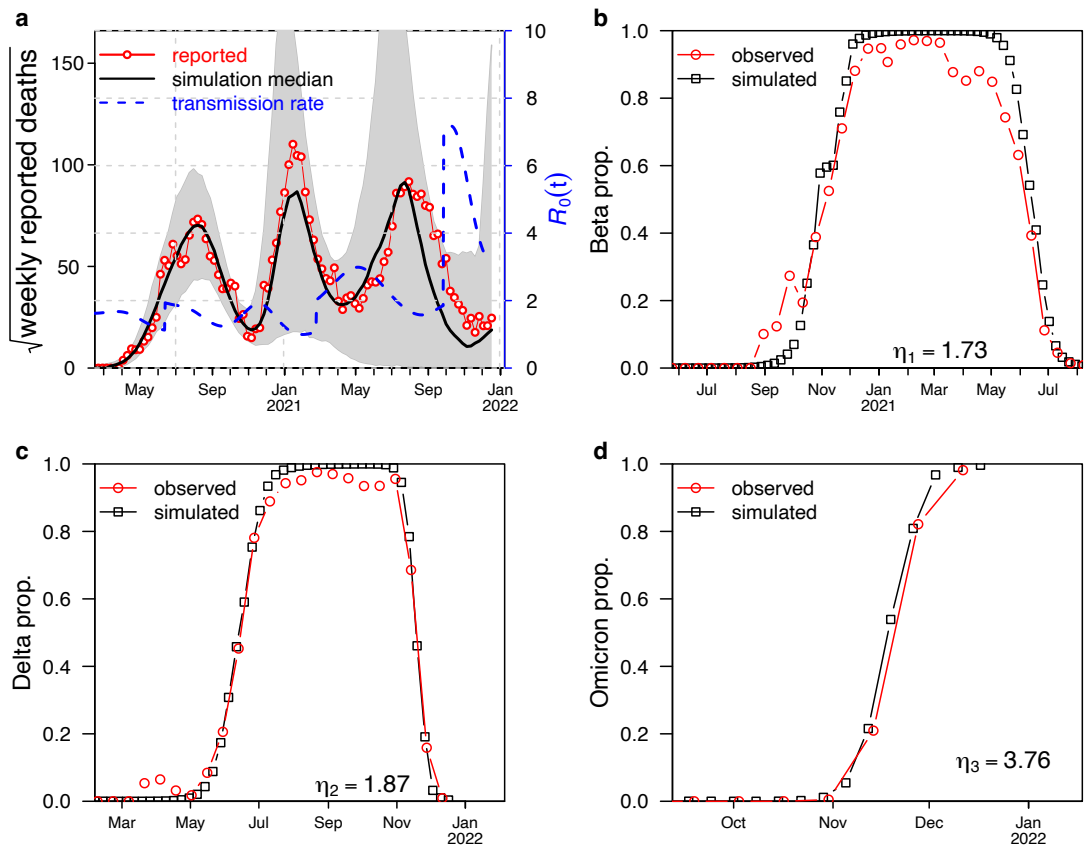 a
reported
simulation median
transmission rate
√weekly reported deaths
0
50
100
150
0
2
4
6
8
10
R0(t)
May
Sep
Jan
2021
May
Sep
Jan
2022
b
observed
simulated
Beta prop.
0.0
0.2
0.4
0.6
0.8
1.0
η1 = 1.73
Jul
Sep
Nov
Jan
2021
Mar
May
Jul
c
observed
simulated
Delta prop.
0.0
0.2
0.4
0.6
0.8
1.0
η2 = 1.87
Mar
May
Jul
Sep
Nov
Jan
2022
d
observed
simulated
Omicron prop.
0.0
0.2
0.4
0.6
0.8
1.0
η3 = 3.76
Oct
Nov
Dec
Jan
2022